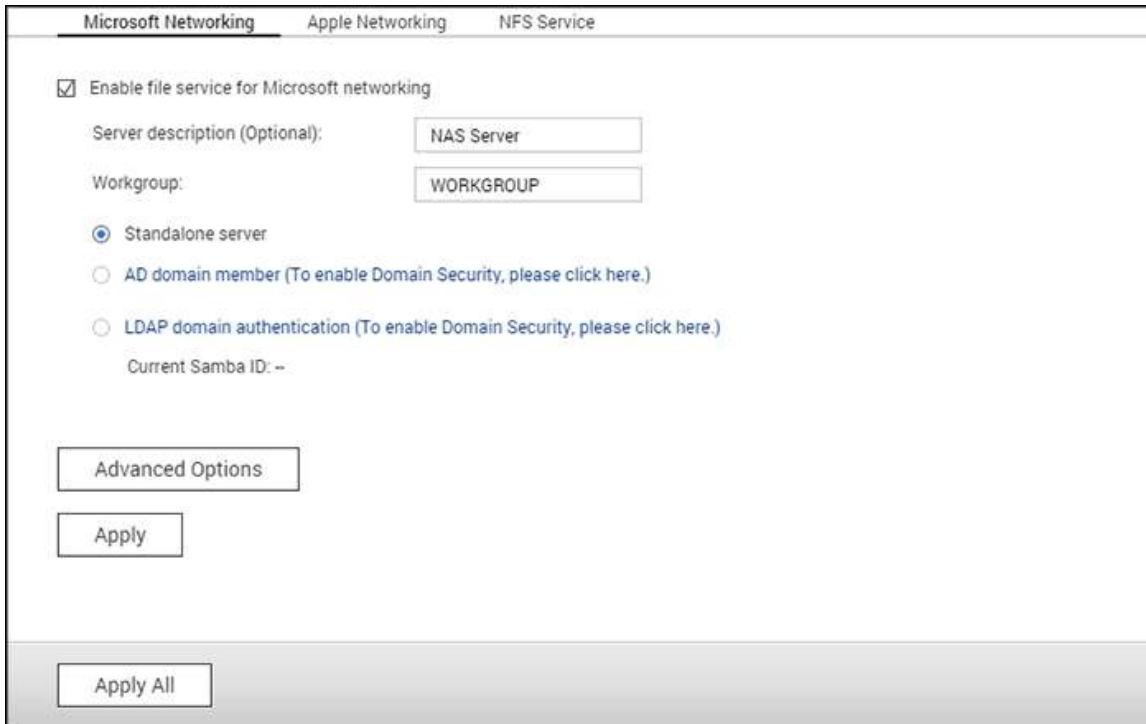 Microsoft Networking Apple Networking NFS Service
Enable file service for Microsoft networking
Server description (Optional): NAS Server
Workgroup: WORKGROUP
Standalone server
AD domain member (To enable Domain Security, please click here.)
LDAP domain authentication (To enable Domain Security, please click here.)
Current Samba ID: --
Advanced Options
Apply
Apply All